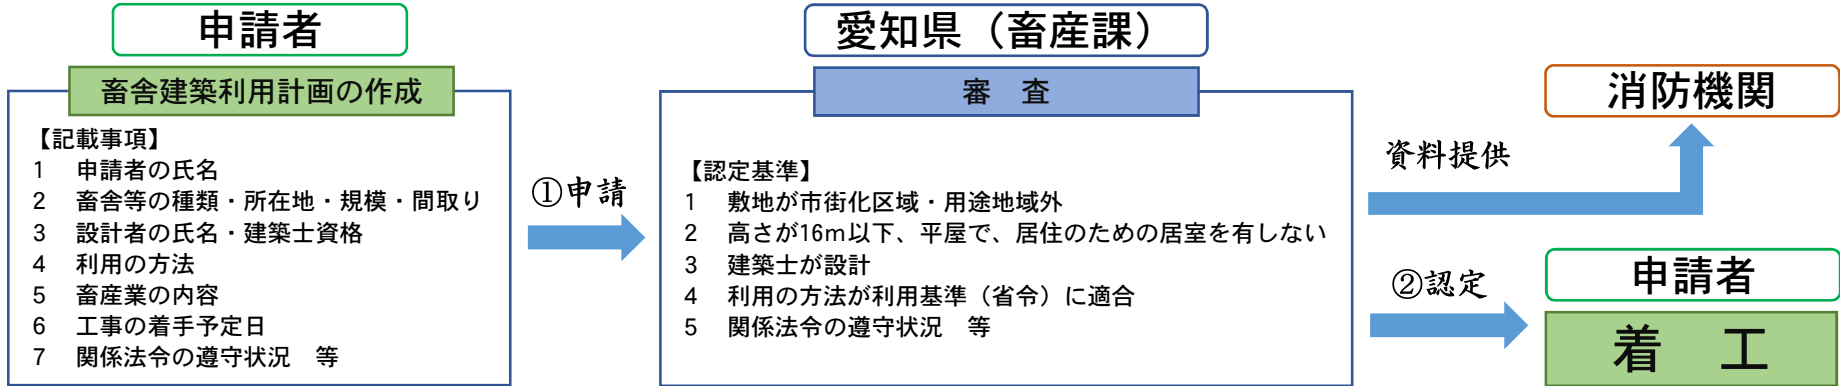 申請者
畜舎建築利用計画の作成
【記載事項】
1 申請者の氏名
2 畜舎等の種類・所在地・規模・間取り
3 設計者の氏名・建築士資格
4 利用の方法
5 畜産業の内容
6 工事の着手予定日
7 関係法令の遵守状況 等
①申請
愛知県（畜産課）
審 査
【認定基準】
1 敷地が市街化区域・用途地域外
2 高さが16m以下、平屋で、居住のための居室を有しない
3 建築士が設計
4 利用の方法が利用基準（省令）に適合
5 関係法令の遵守状況 等
資料提供
消防機関
②認定
申請者
着 工